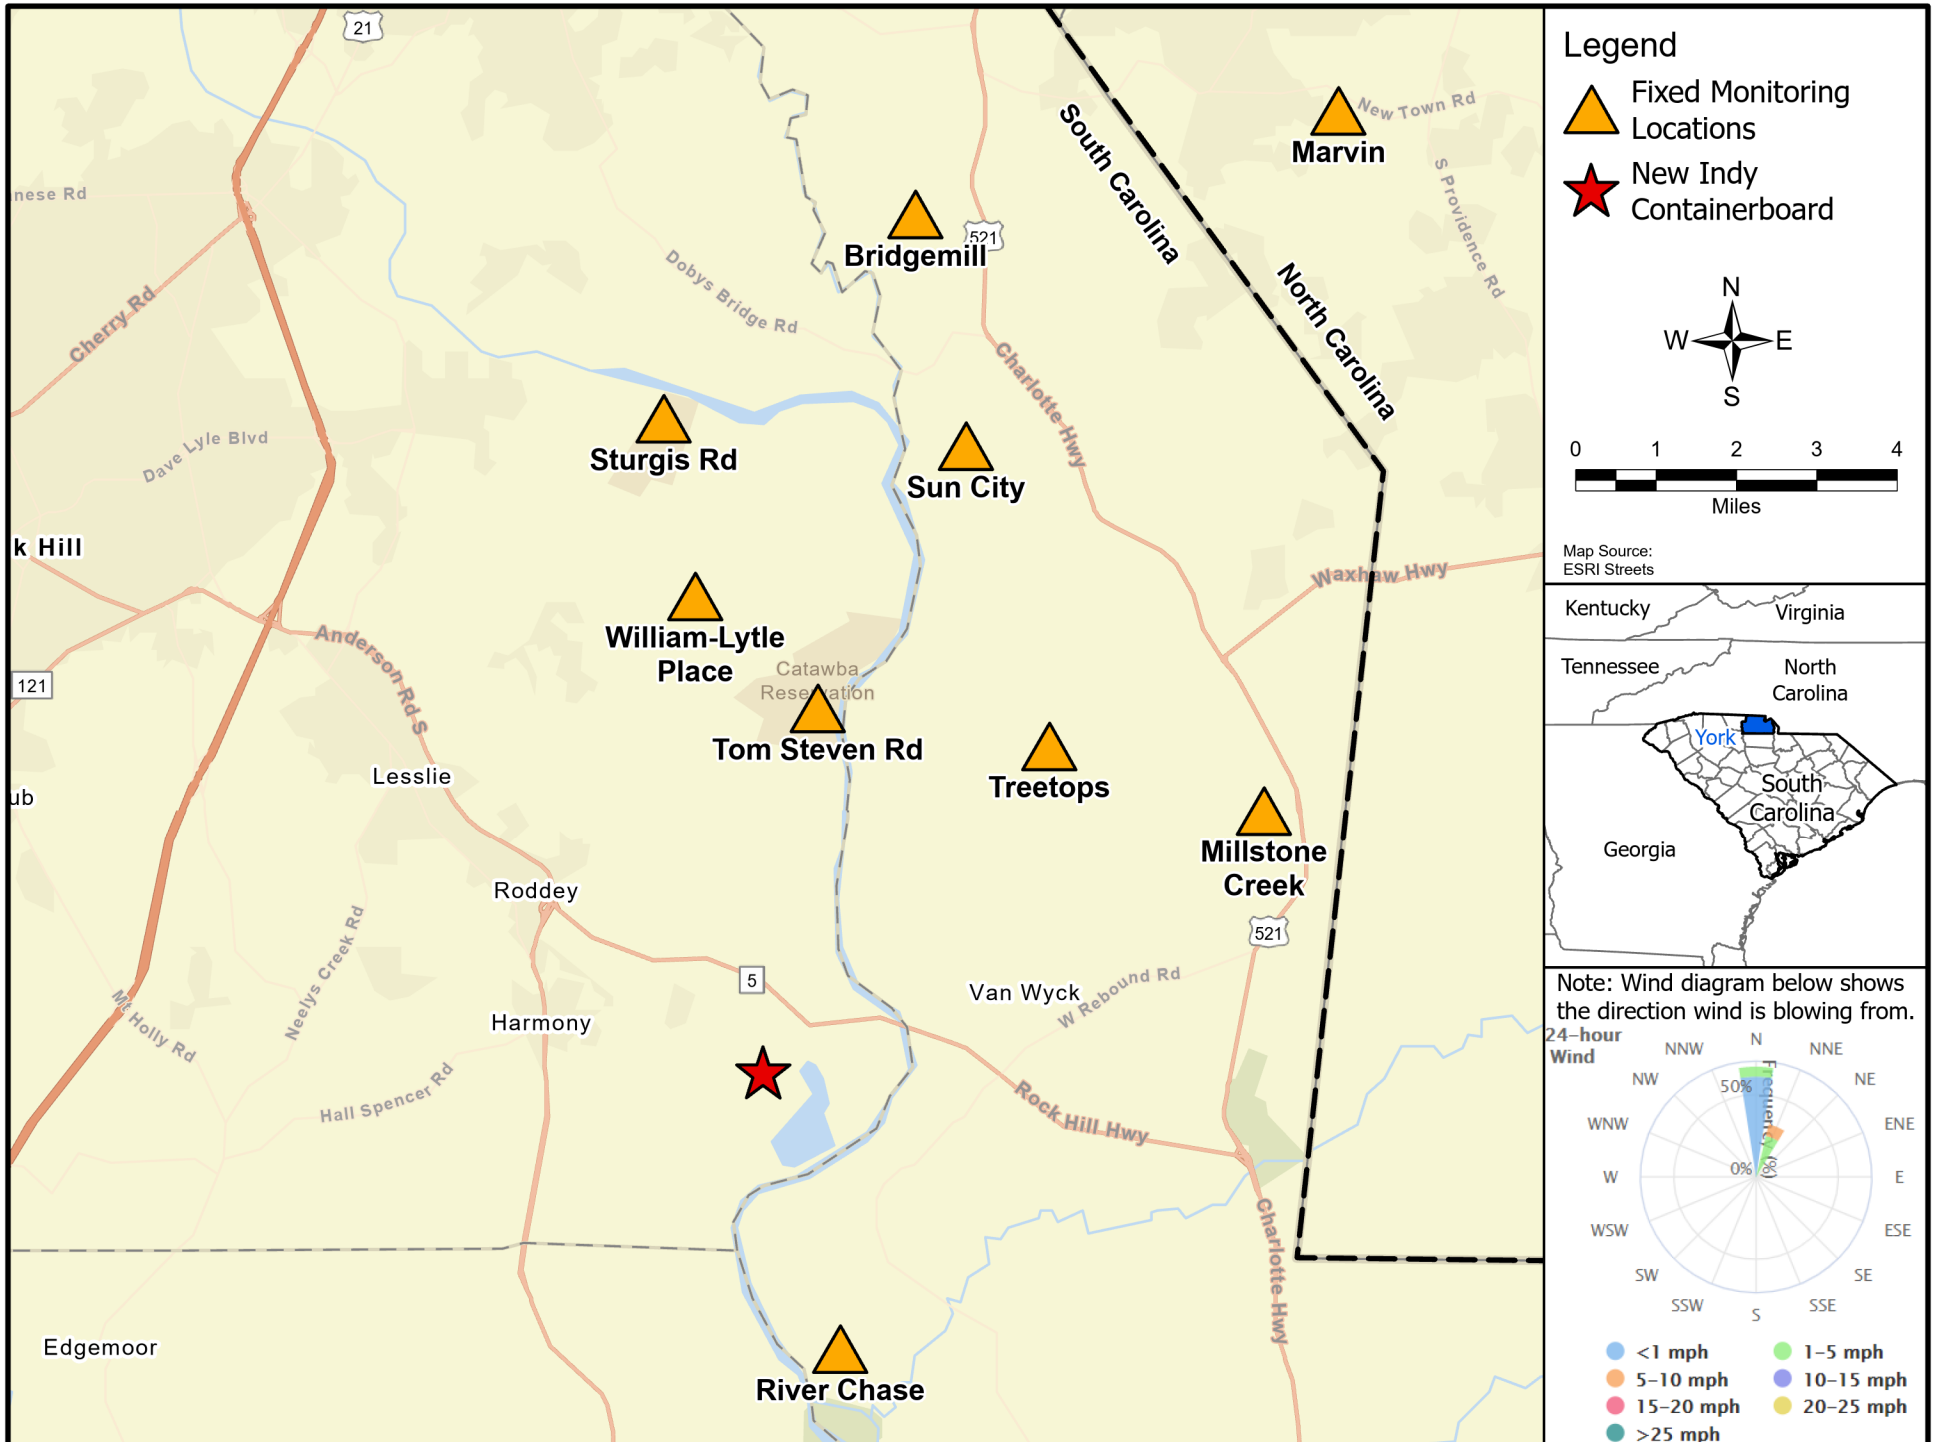 21
New Town Rd
Marvin
South Carolina
S Providence Rd
nese Rd
Bridgemill
521
Dobys Bridge Rd
North Carolina
Cherry Rd
Charlotte Hwy
Dave Lyle Blvd
Sturgis Rd
Sun City
k Hill
Waxhaw Hwy
William-Lytle
Place
Anderson Rd S
Catawba
Reservation
121
Tom Steven Rd
Treetops
Lesslie
ub
Millstone
Creek
Roddey
521
Neelys Creek Rd
5
Van Wyck
W Rebound Rd
Mt Holly Rd
Harmony
Hall Spencer Rd
Rock Hill Hwy
Charlotte Hwy
Edgemoor
River Chase
Legend
Fixed Monitoring
Locations
New Indy
Containerboard
N
W E
S
0 1 2 3 4
Miles
Map Source:
ESRI Streets
Kentucky
Virginia
Tennessee
North
Carolina
York
South
Carolina
Georgia
Note: Wind diagram below shows
the direction wind is blowing from.
24-hour
Wind
N
NNW NNE
NW NE
50%
Frequency (%)
WNW ENE
0%
W E
WSW ESE
SW SE
SSW SSE
S
<1 mph 1-5 mph
5-10 mph 10-15 mph
15-20 mph 20-25 mph
>25 mph